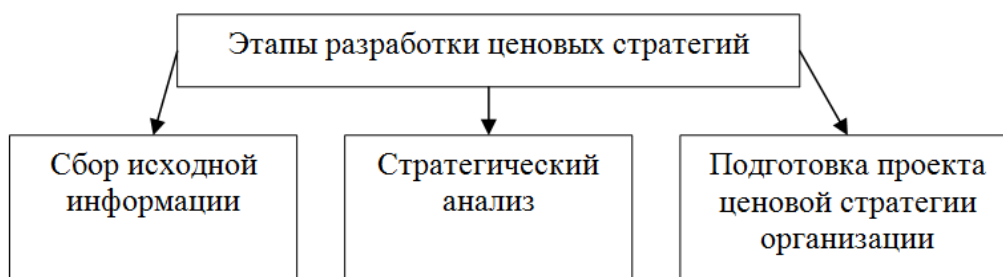 Этапы разработки ценовых стратегий
Сбор исходной
информации
Стратегический
анализ
Подготовка проекта
ценовой стратегии
организации